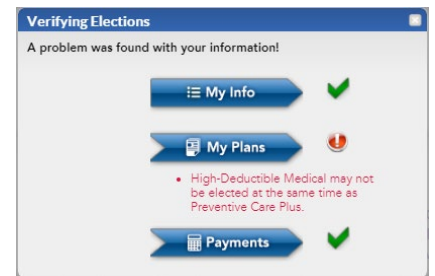 Verifying Elections
A problem was found with your information!
My Info
My Plans
• High-Deductible Medical may not
be elected at the same time as
Preventive Care Plus.
Payments